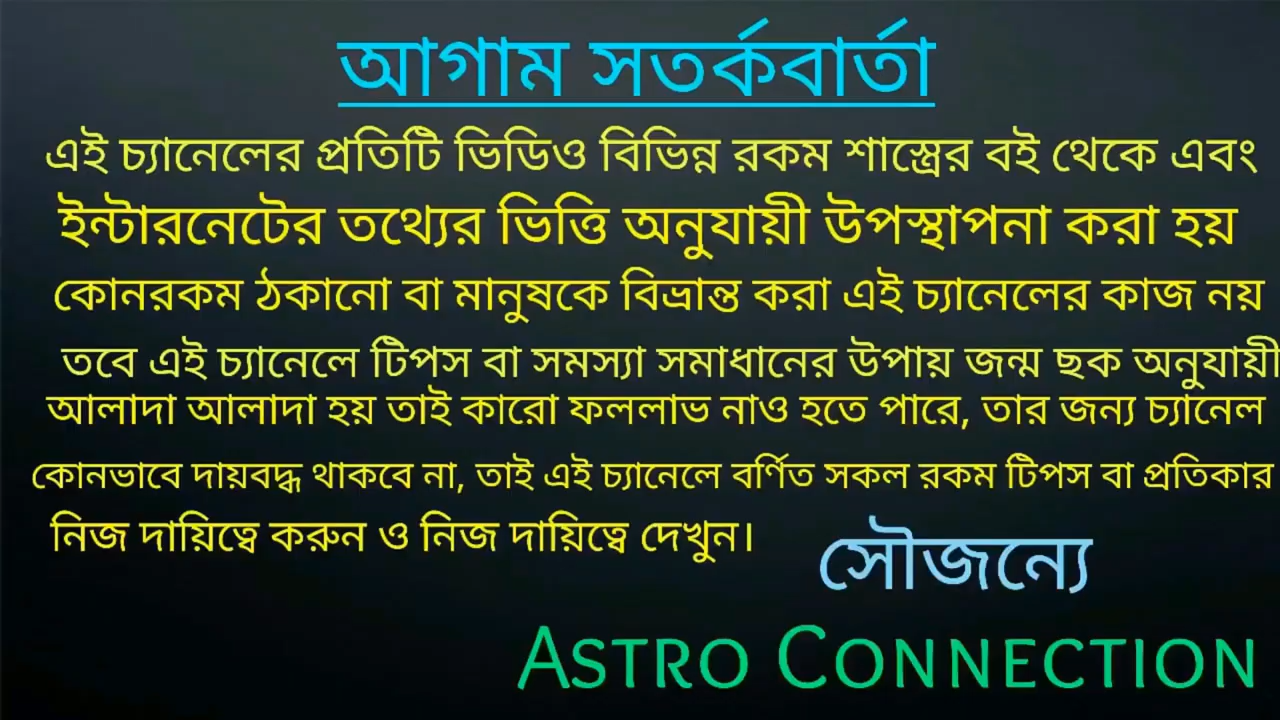 আগাম সতর্কবার্তা
এই চ্যানেলের প্রতিটি ভিডিও বিভিন্ন রকম শাস্ত্রের বই থেকে এবং
ইন্টারনেটের তথ্যের ভিত্তি অনুযায়ী উপস্থাপনা করা হয়
কোনরকম ঠকানো বা মানুষকে বিভ্রান্ত করা এই চ্যানেলের কাজ নয়
তবে এই চ্যানেলে টিপস বা সমস্যা সমাধানের উপায় জন্ম ছক অনুযায়ী
আলাদা আলাদা হয় তাই কারো ফললাভ নাও হতে পারে, তার জন্য চ্যানেল
কোনভাবে দায়বদ্ধ থাকবে না, তাই এই চ্যানেলে বর্ণিত সকল রকম টিপস বা প্রতিকার
নিজ দায়িত্বে করুন ও নিজ দায়িত্বে দেখুন।
সৌজন্যে
ASTRO CONNECTION